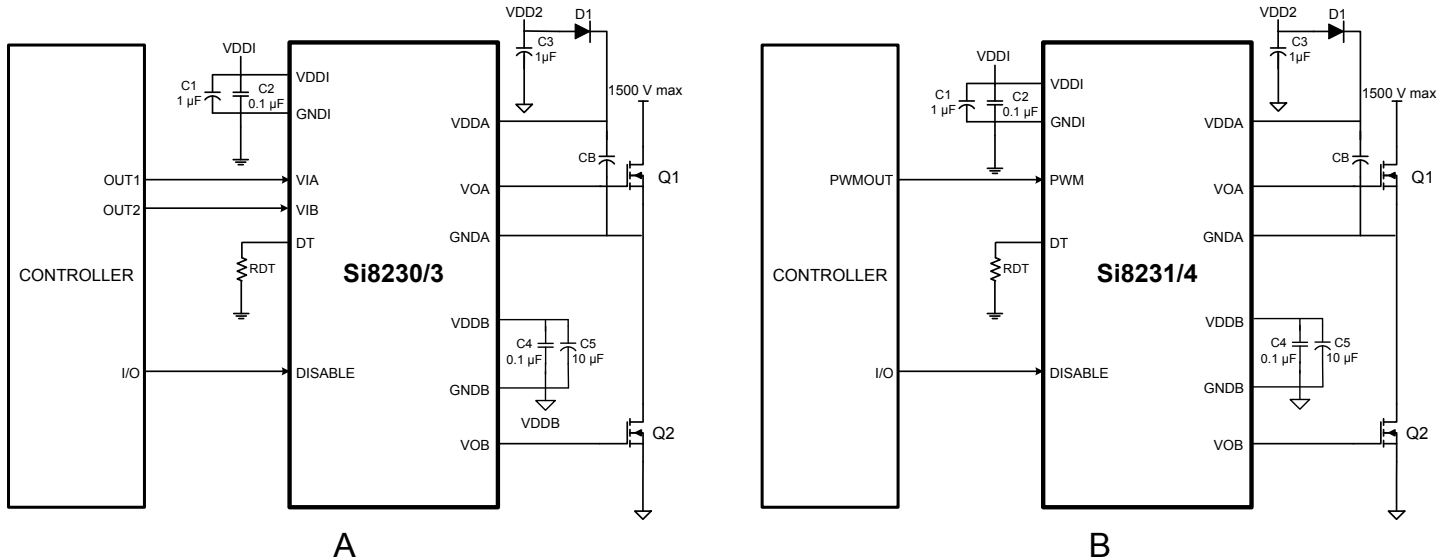 VDD2
D1
C3
1µF
VDDI
C1
1 µF
C2
0.1 µF
VDDI
GNDI
1500 V max
VDDA
CB
OUT1
VIA
VOA
Q1
OUT2
VIB
DT
GNDA
RDT
CONTROLLER
Si8230/3
VDDB
C4
0.1 µF
C5
10 µF
I/O
DISABLE
GNDB
VDDB
VOB
Q2
A
VDD2
D1
C3
1µF
VDDI
C1
1 µF
C2
0.1 µF
VDDI
GNDI
1500 V max
VDDA
CB
PWMOUT
PWM
VOA
Q1
DT
GNDA
RDT
CONTROLLER
Si8231/4
VDDB
C4
0.1 µF
C5
10 µF
I/O
DISABLE
GNDB
VOB
Q2
B